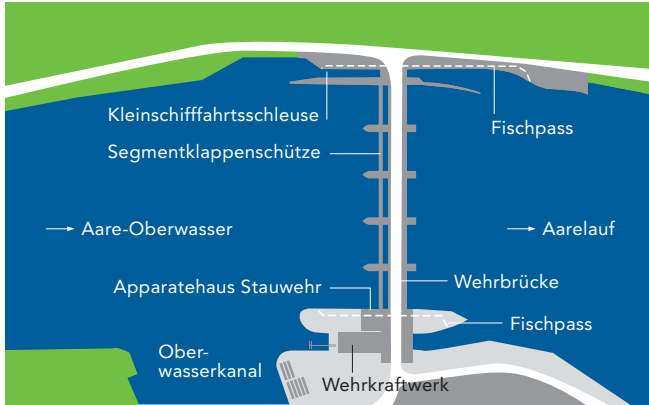 Kleinschifffahrtsschleuse
Fischpass
Segmentklappenschütze
Aare-Oberwasser
Aarelauf
Apparatehaus Stauwehr
Wehrbrücke
Fischpass
Ober-
wasserkanal
Wehrkraftwerk